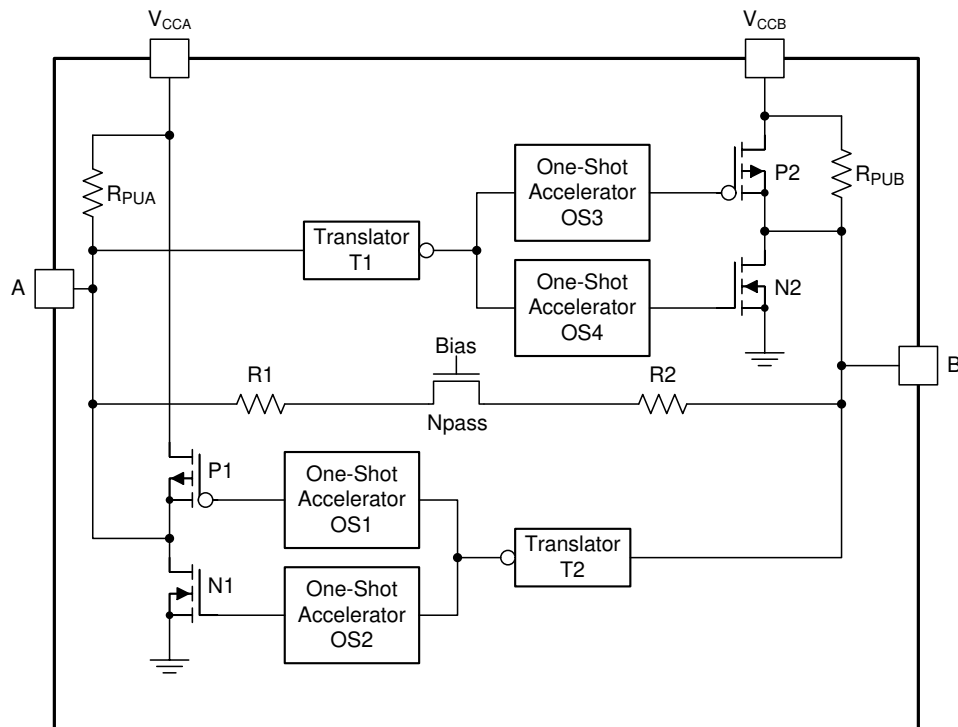 VCCA
VCCB
RPUA
One-Shot
Accelerator
OS3
P2
RPUB
Translator
T1
A
One-Shot
Accelerator
OS4
N2
Bias
B
R1
R2
Npass
P1
One-Shot
Accelerator
OS1
Translator
T2
N1
One-Shot
Accelerator
OS2